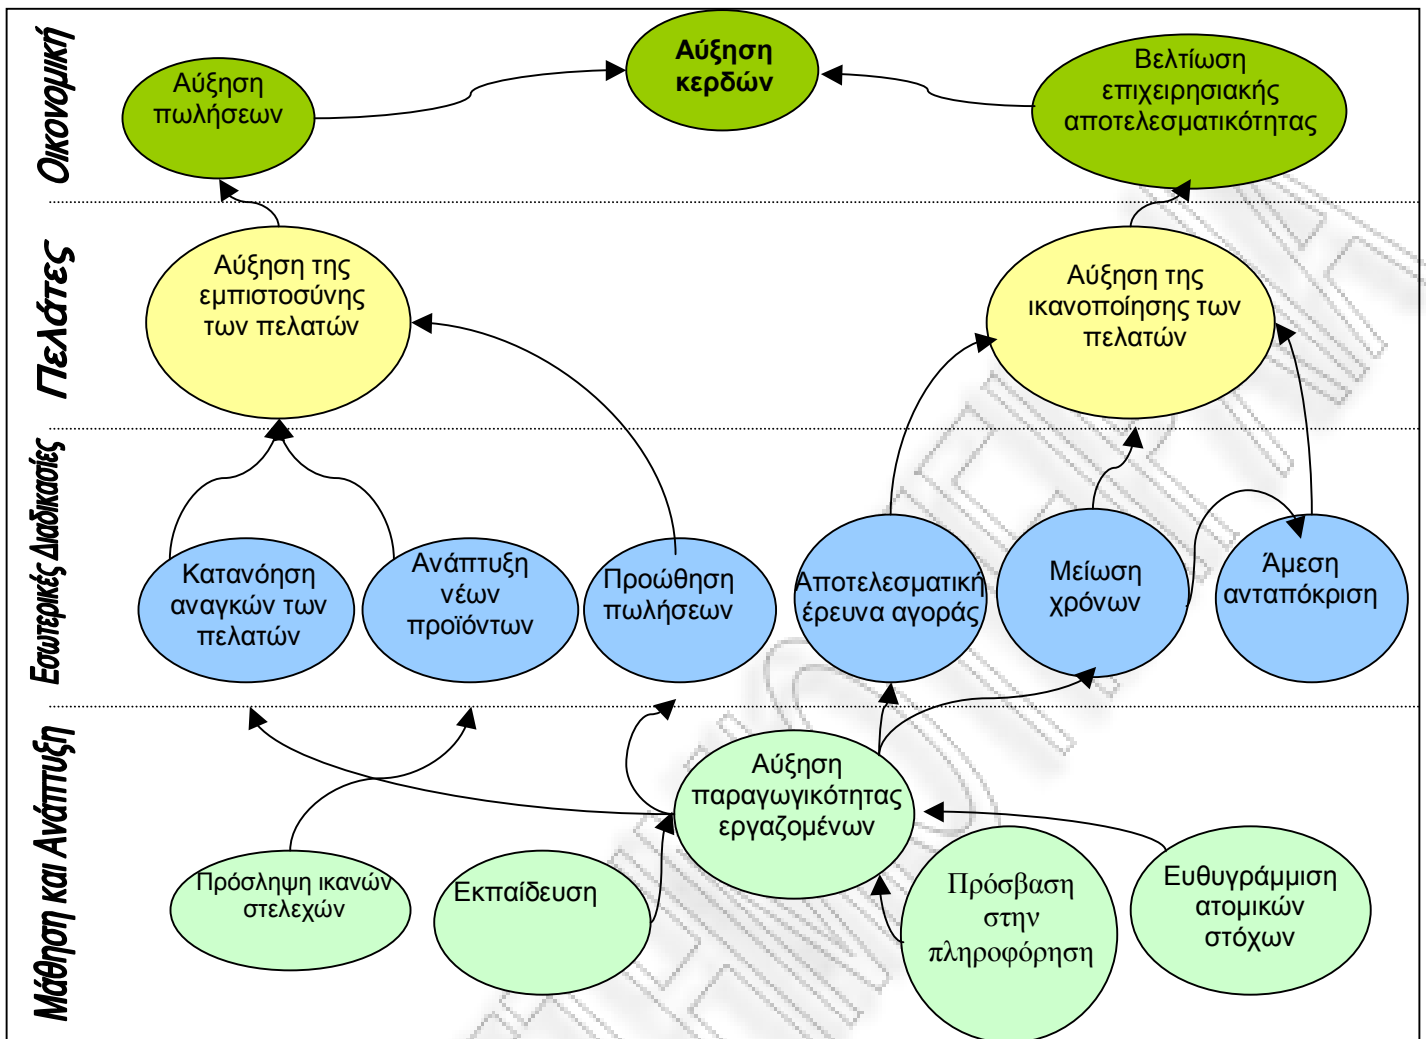 Οικονομική
Αύξηση
πωλήσεων
Αύξηση
κερδών
Βελτίωση
επιχειρησιακής
αποτελεσματικότητας
Πελάτες
Αύξηση της
εμπιστοσύνης
των πελατών
Αύξηση της
ικανοποίησης των
πελατών
Εσωτερικές Διαδικασίες
Κατανόηση
αναγκών των
πελατών
Ανάπτυξη
νέων
προϊόντων
Προώθηση
πωλήσεων
Αποτελεσματική
έρευνα αγοράς
Μείωση
χρόνων
Άμεση
ανταπόκριση
Μάθηση και Ανάπτυξη
Αύξηση
παραγωγικότητας
εργαζομένων
Πρόσληψη ικανών
στελεχών
Εκπαίδευση
Πρόσβαση
στην
πληροφόρηση
Ευθυγράμμιση
ατομικών
στόχων